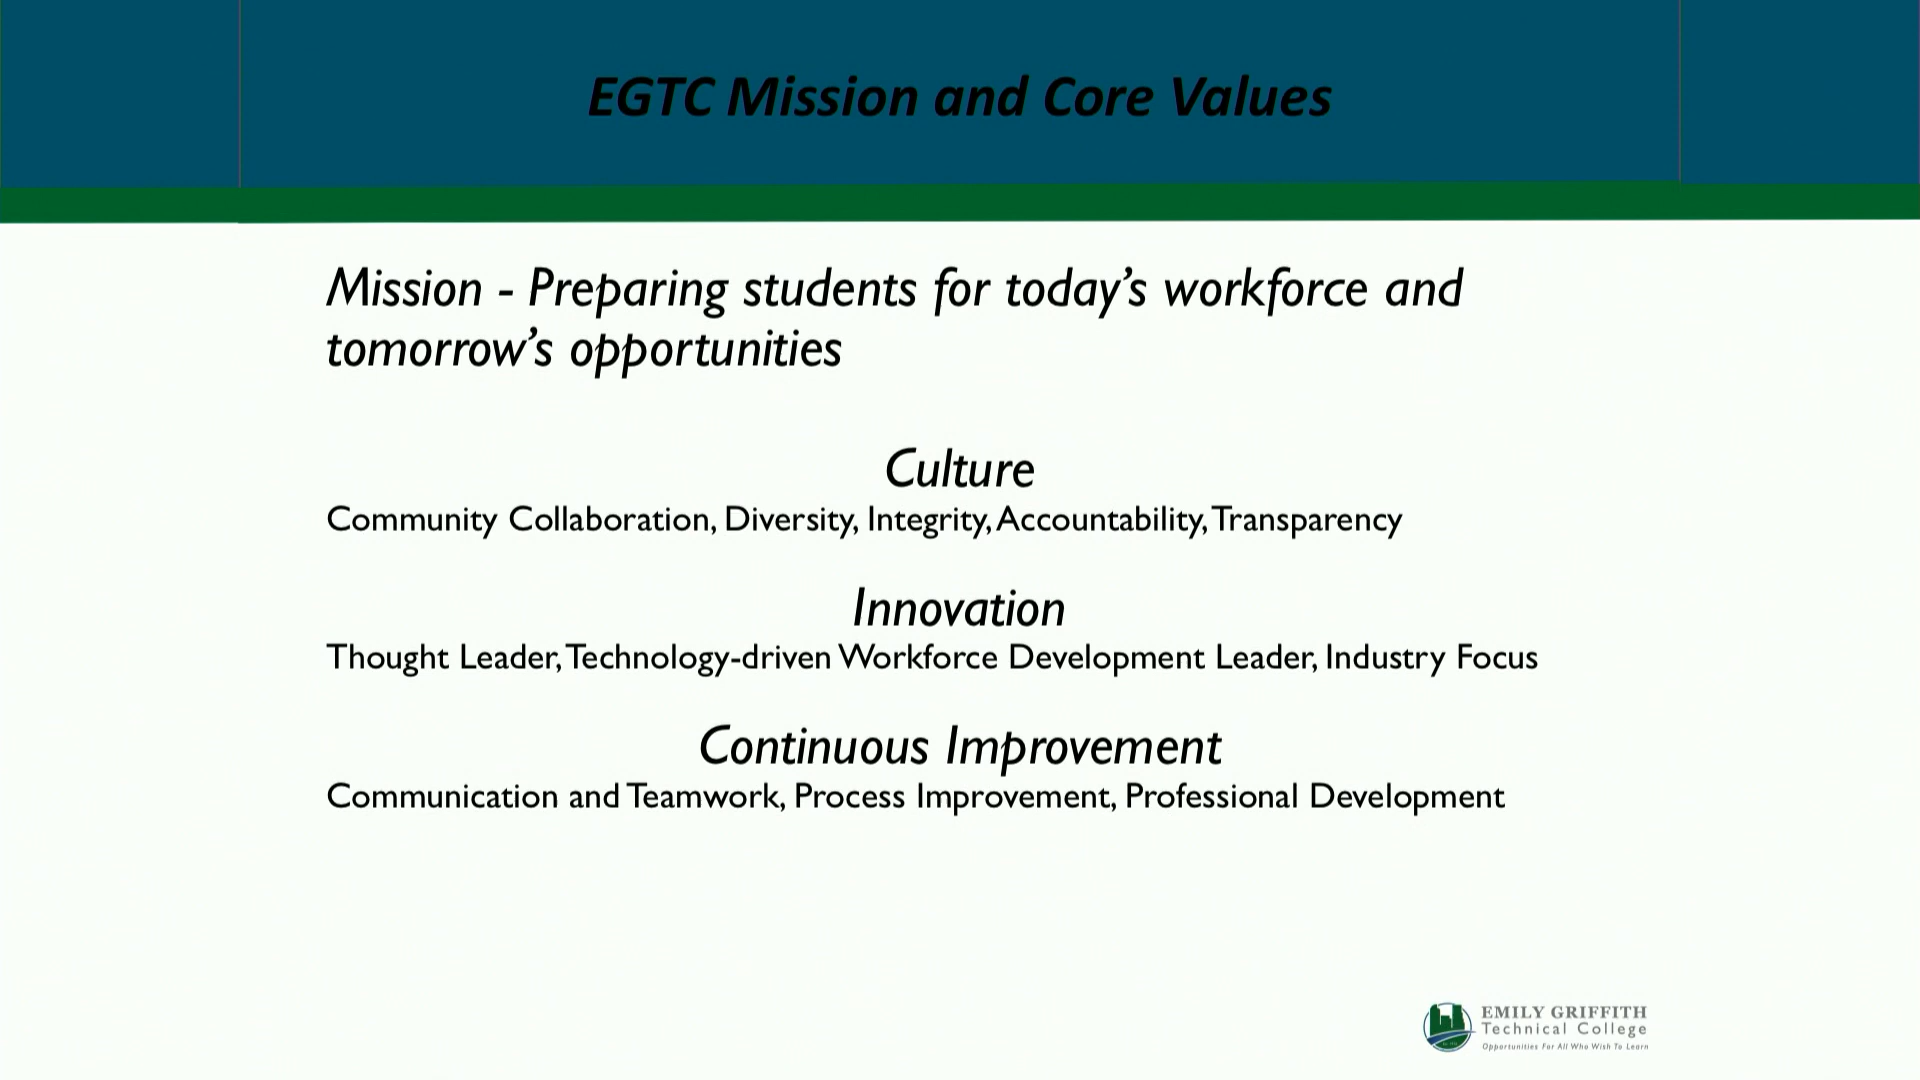 EGTC Mission and Core Values
Mission - Preparing students for today’s workforce and
tomorrow’s opportunities
Culture
Community Collaboration, Diversity, Integrity, Accountability, Transparency
Innovation
Thought Leader, Technology-driven Workforce Development Leader, Industry Focus
Continuous Improvement
Communication and Teamwork, Process Improvement, Professional Development
EMILY GRIFFITH
Technical College
Opportunities For All Who Wish To Learn